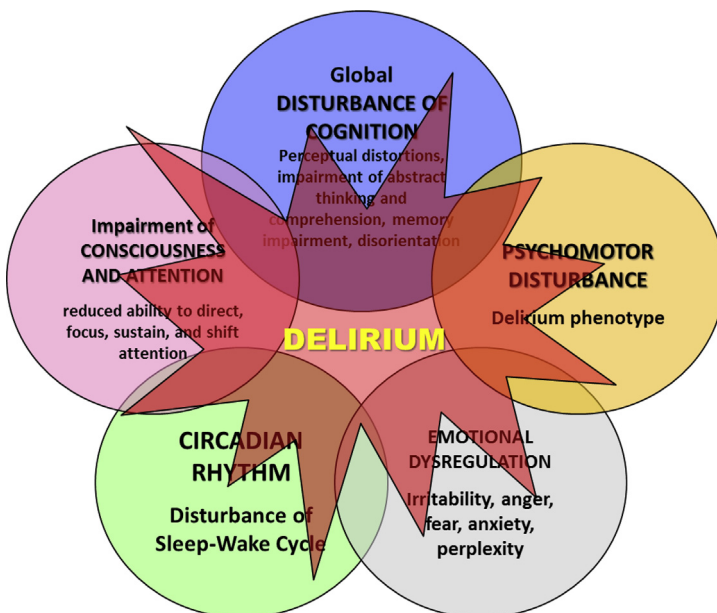 Global
DISTURBANCE OF
COGNITION
Perceptual distortions,
impairment of abstract
thinking and
comprehension, memory
impairment, disorientation
Impairment of
CONSCIOUSNESS
AND ATTENTION
reduced ability to direct,
focus, sustain, and shift
attention
PSYCHOMOTOR
DISTURBANCE
Delirium phenotype
DELIRIUM
CIRCADIAN
RHYTHM
Disturbance of
Sleep-Wake Cycle
EMOTIONAL
DYSREGULATION
Irritability, anger,
fear, anxiety,
perplexity